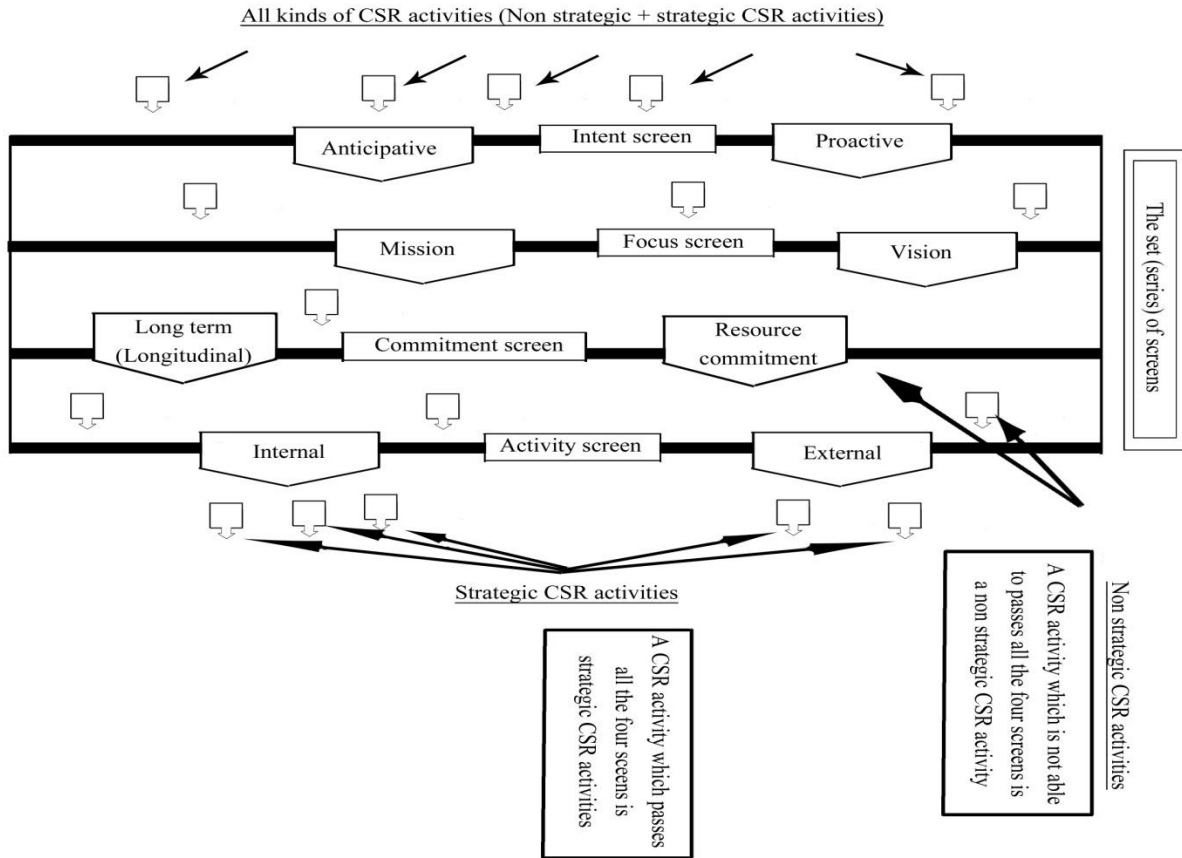 All kinds of CSR activities (Non strategic + strategic CSR activities)
Anticipative
Intent screen
Proactive
Mission
Focus screen
Vision
Long term
(Longitudinal)
Commitment screen
Resource
commitment
Internal
Activity screen
External
The set (series) of screens
Strategic CSR activities
A CSR activity which passes
all the four sceens is
strategic CSR activities
Non strategic CSR activities
A CSR activity which is not able
to passes all the four screens is
a non strategic CSR activity